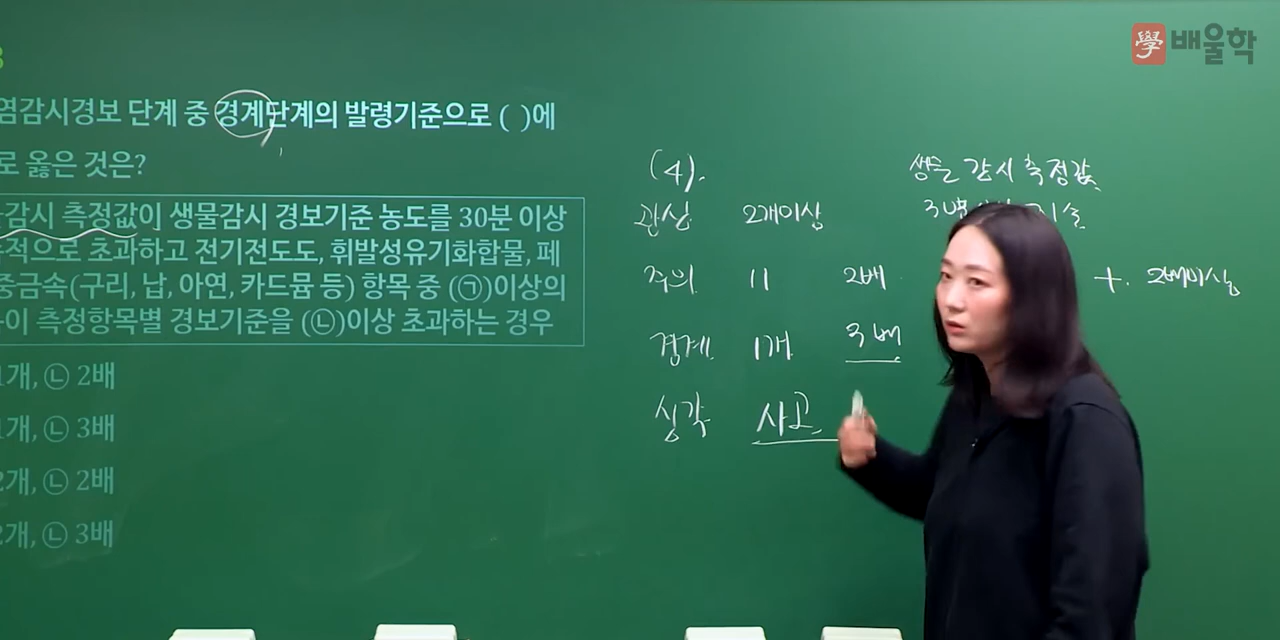 學 배울학
염감시경보 단계 중 경계단계의 발령기준으로 ( )에
로 옳은 것은?
감시 측정값이 생물감시 경보기준 농도를 30분 이상
적으로 초과하고 전기전도도, 휘발성유기화합물, 페
중금속(구리, 납, 아연, 카드뮴 등) 항목 중 (㉠)이상의
이 측정항목별 경보기준을 (㉡)이상 초과하는 경우
1개, ㉡ 2배
1개, ㉡ 3배
2개, ㉡ 2배
2개, ㉡ 3배
(4).
생물 감시 측정값
관심 2개이상
주의 11 2배 + 2배이상
경계 1개 3배
심각 사고